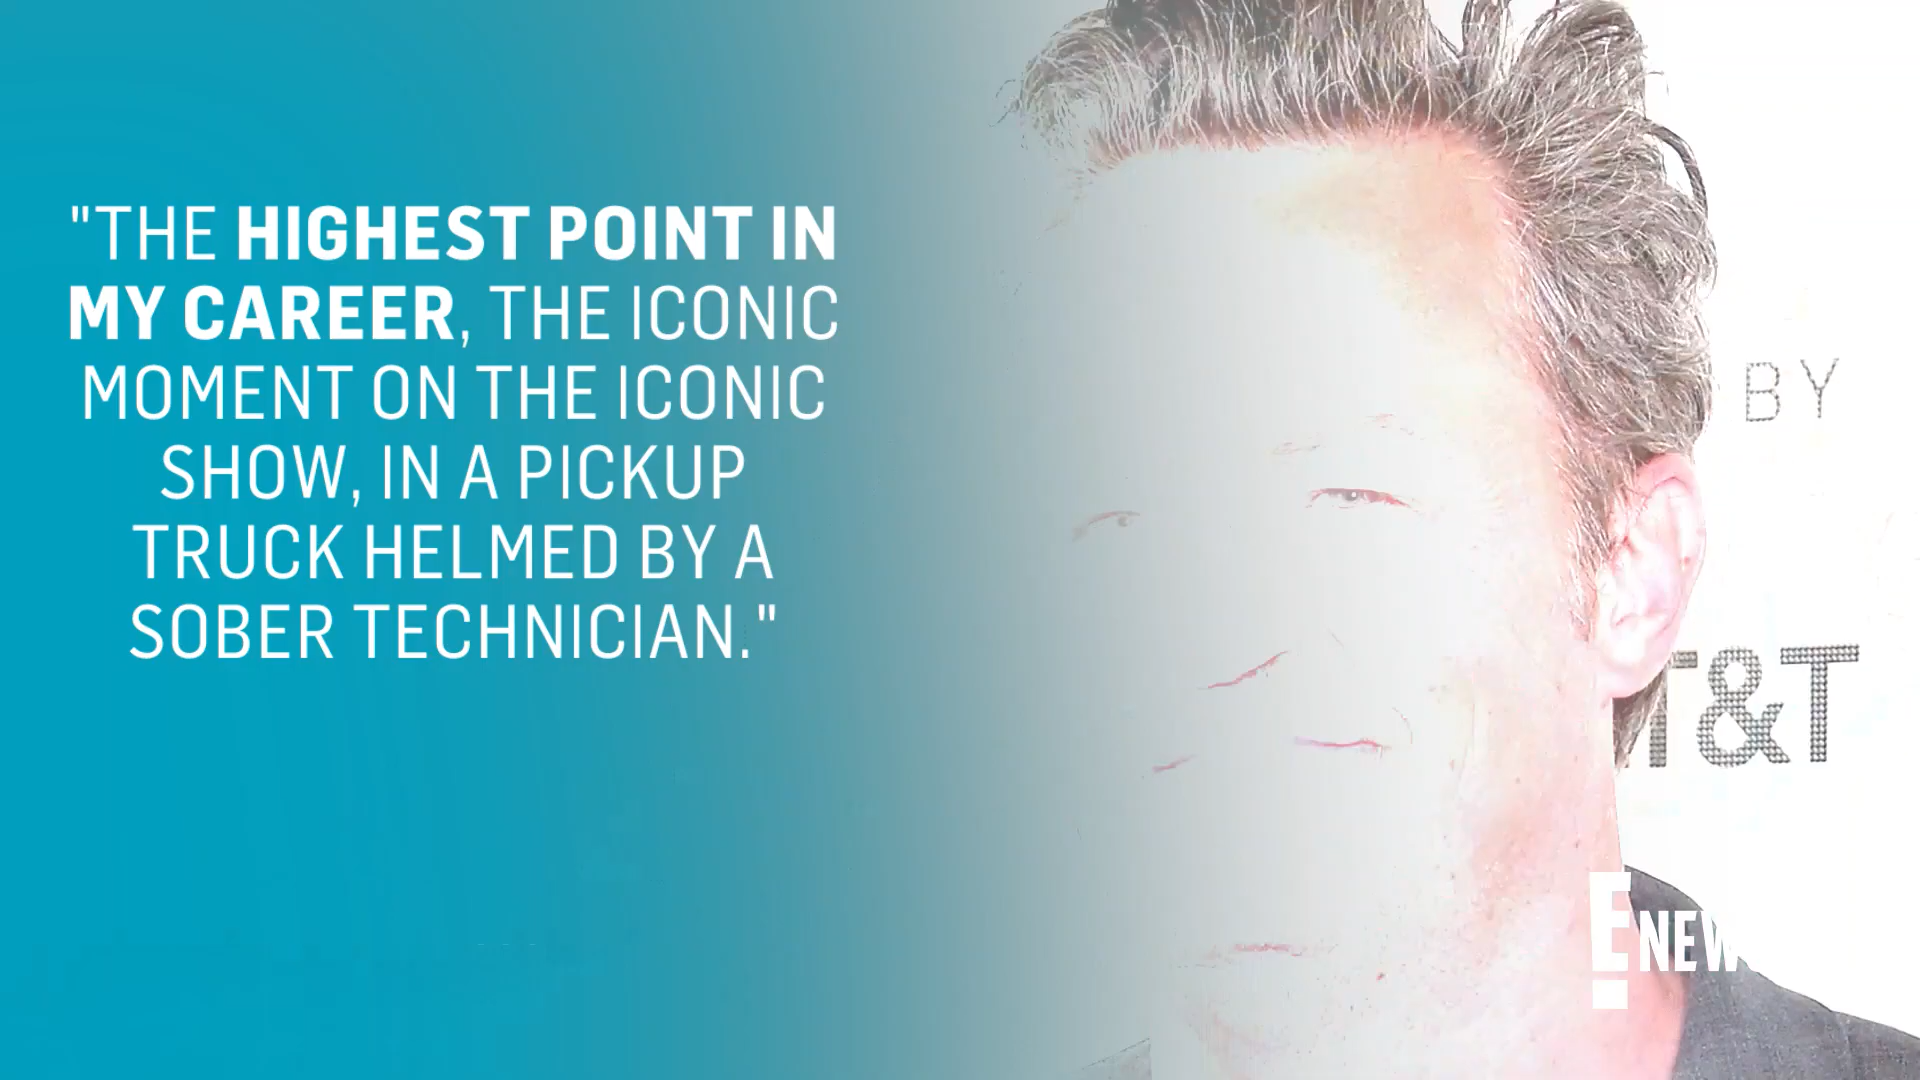 "THE HIGHEST POINT IN
MY CAREER, THE ICONIC
MOMENT ON THE ICONIC
SHOW, IN A PICKUP
TRUCK HELMED BY A
SOBER TECHNICIAN."
BY
T&T
E NEW